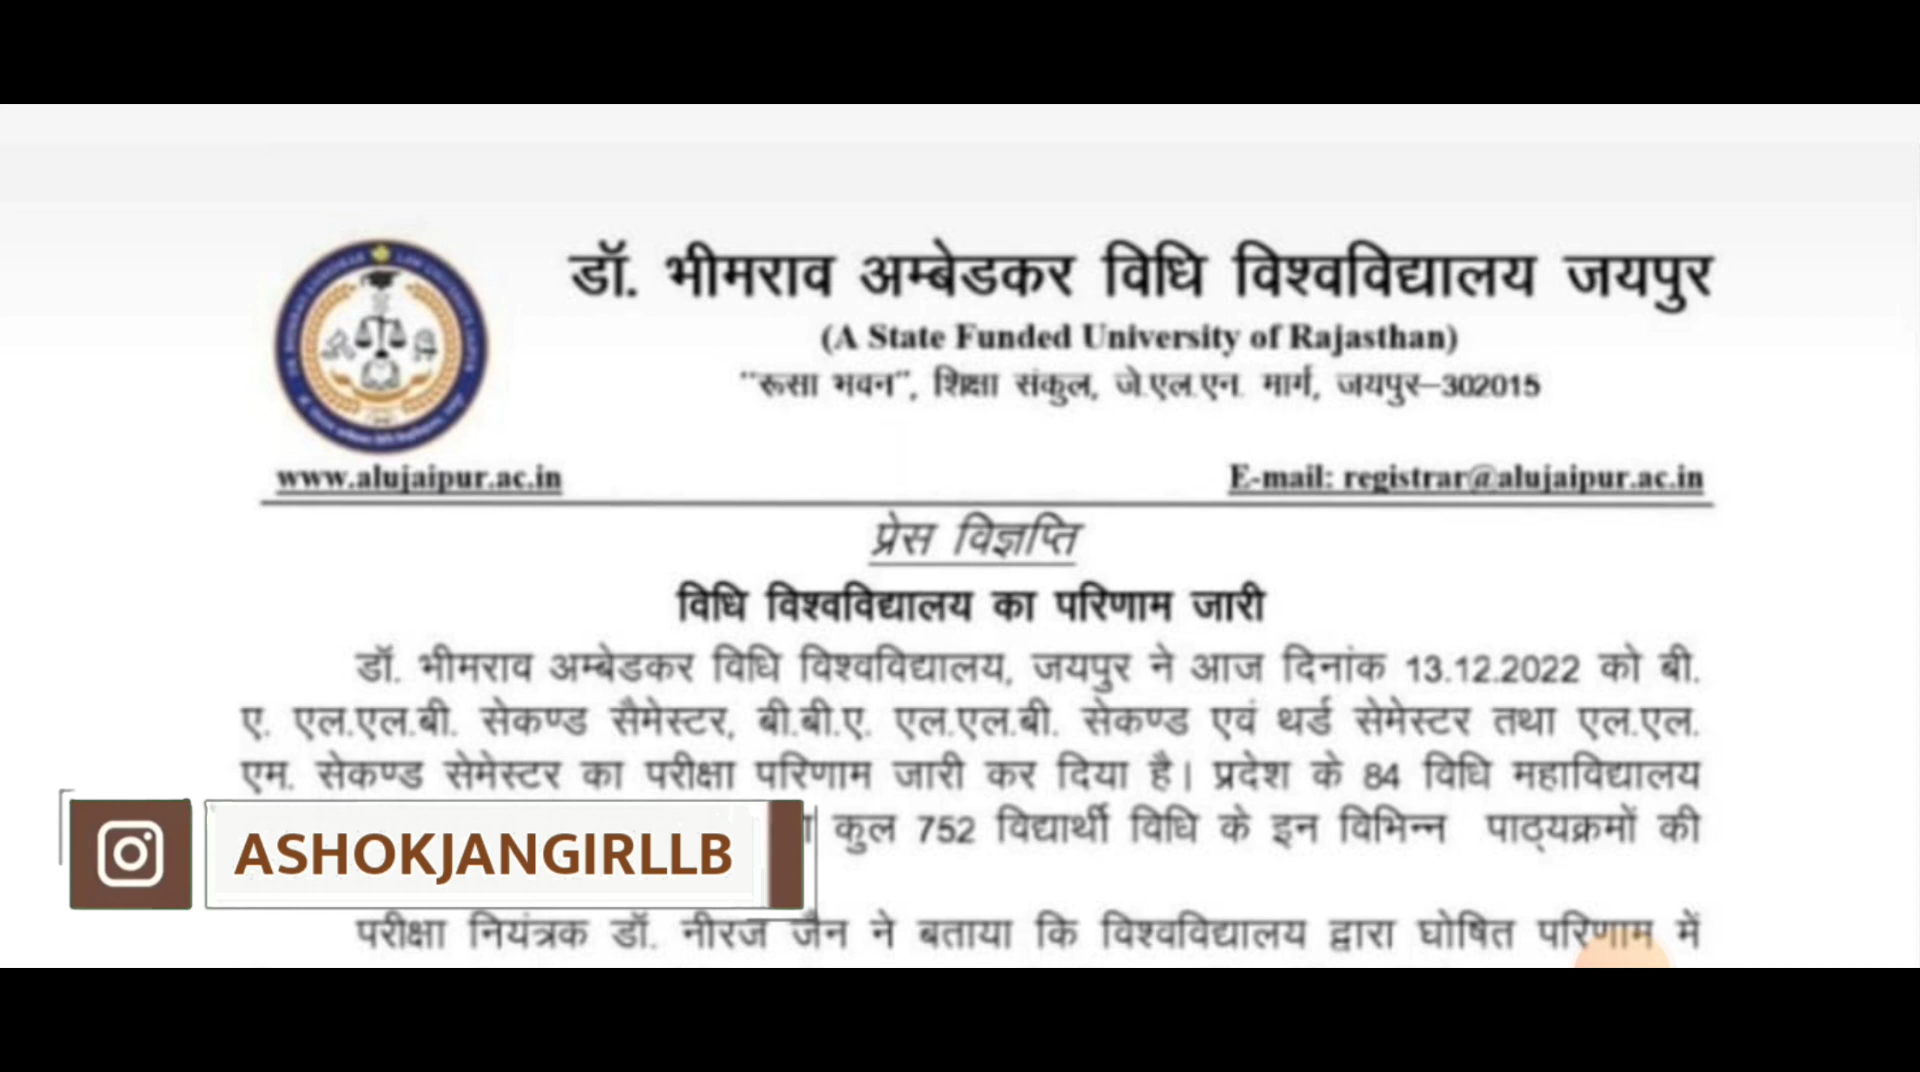 डॉ. भीमराव अम्बेडकर विधि विश्वविद्यालय जयपुर
(A State Funded University of Rajasthan)
"रूसा भवन", शिक्षा संकुल, जे.एल.एन. मार्ग, जयपुर–302015
www.alujaipur.ac.in
E-mail: registrar@alujaipur.ac.in
प्रेस विज्ञप्ति
विधि विश्वविद्यालय का परिणाम जारी
डॉ. भीमराव अम्बेडकर विधि विश्वविद्यालय, जयपुर ने आज दिनांक 13.12.2022 को बी.
ए. एल.एल.बी. सेकण्ड सैमेस्टर, बी.बी.ए. एल.एल.बी. सेकण्ड एवं थर्ड सेमेस्टर तथा एल.एल.
एम. सेकण्ड सेमेस्टर का परीक्षा परिणाम जारी कर दिया है। प्रदेश के 84 विधि महाविद्यालय
कुल 752 विद्यार्थी विधि के इन विभिन्न पाठ्यक्रमों की
ASHOKJANGIRLLB
परीक्षा नियंत्रक डॉ. नीरज जैन ने बताया कि विश्वविद्यालय द्वारा घोषित परिणाम में